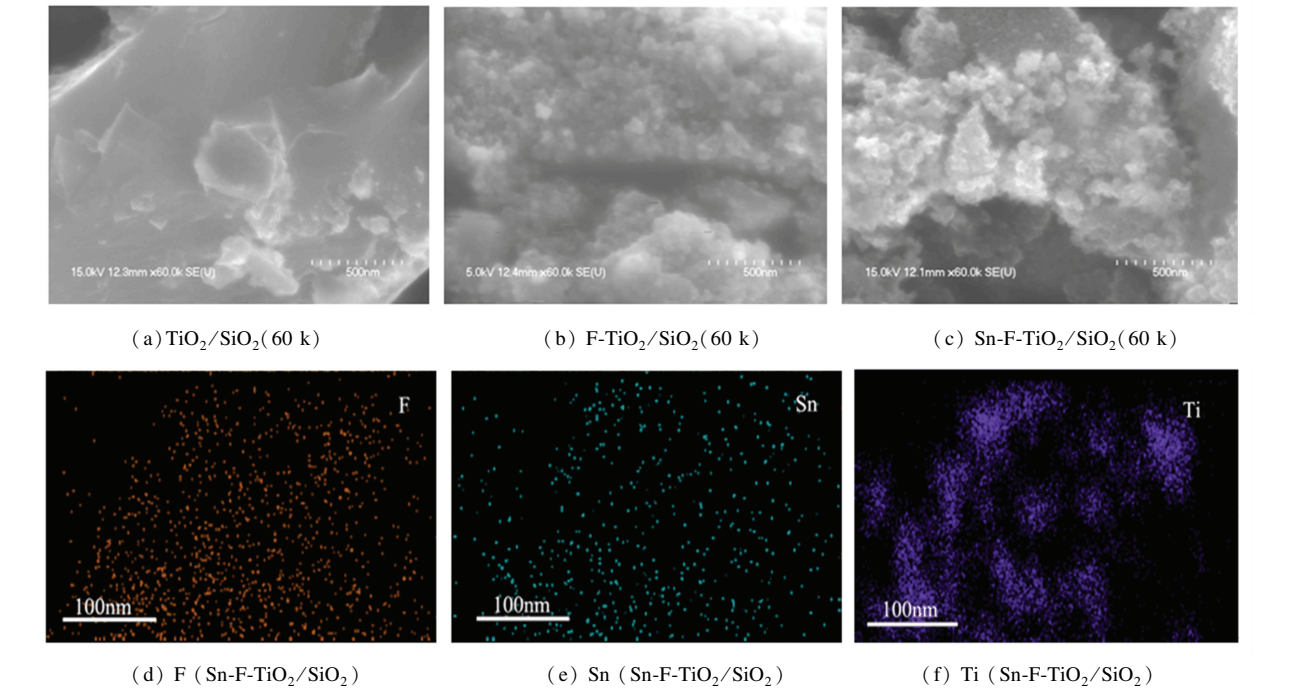 15.0kV 12.3mm x60.0k SE(U) 500nm
5.0kV 12.4mm x60.0k SE(U) 500nm
15.0kV 12.1mm x60.0k SE(U) 500nm
(a) TiO₂/SiO₂(60 k)
(b) F-TiO₂/SiO₂(60 k)
(c) Sn-F-TiO₂/SiO₂(60 k)
F
100nm
Sn
100nm
Ti
100nm
(d) F (Sn-F-TiO₂/SiO₂)
(e) Sn (Sn-F-TiO₂/SiO₂)
(f) Ti (Sn-F-TiO₂/SiO₂)